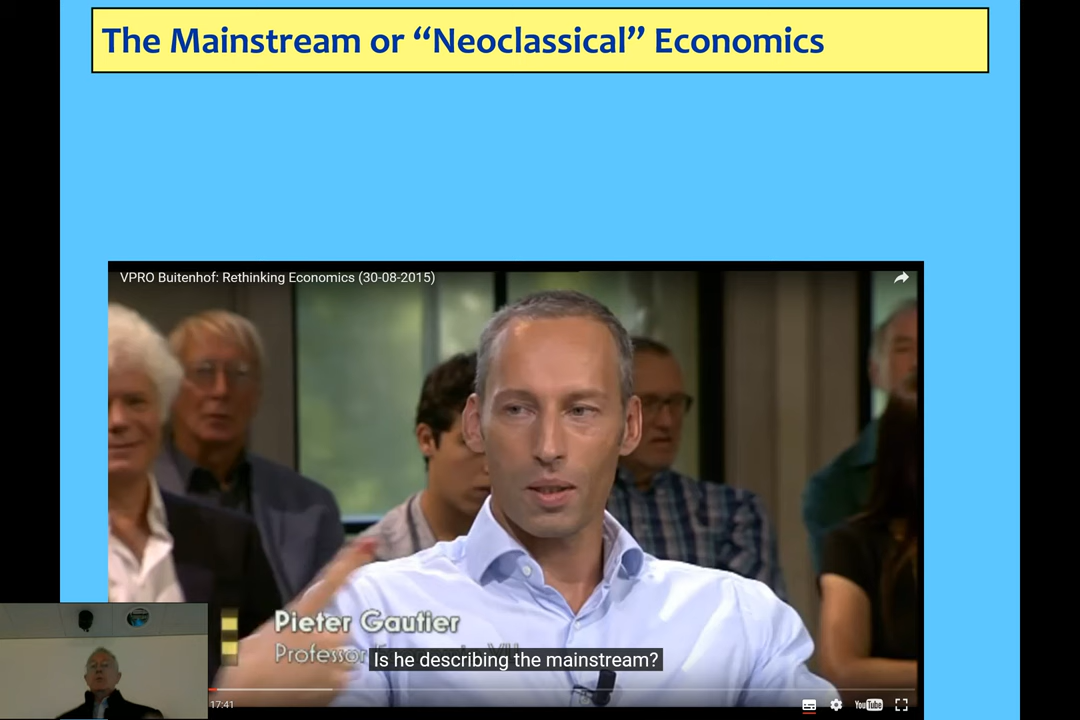 The Mainstream or “Neoclassical” Economics
VPRO Buitenhof: Rethinking Economics (30-08-2015)
Pieter Gautier
Professor
Is he describing the mainstream?
17:41
YouTube